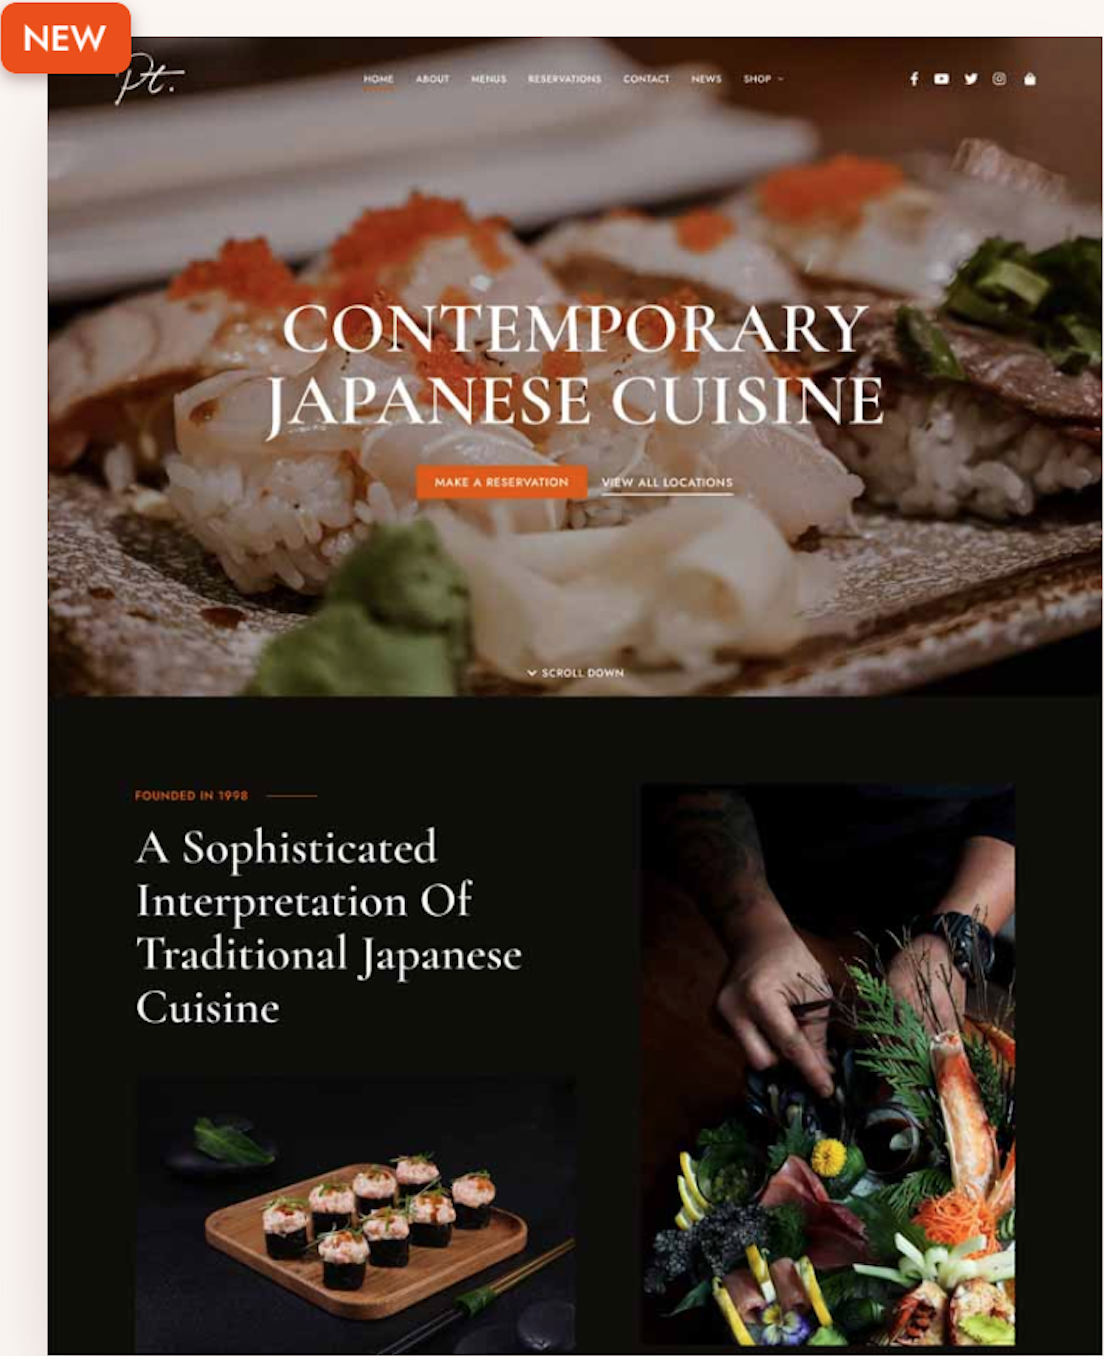 NEW
Pt.
HOME ABOUT MENUS RESERVATIONS CONTACT NEWS SHOP
CONTEMPORARY
JAPANESE CUISINE
MAKE A RESERVATION VIEW ALL LOCATIONS
SCROLL DOWN
FOUNDED IN 1998
A Sophisticated
Interpretation Of
Traditional Japanese
Cuisine